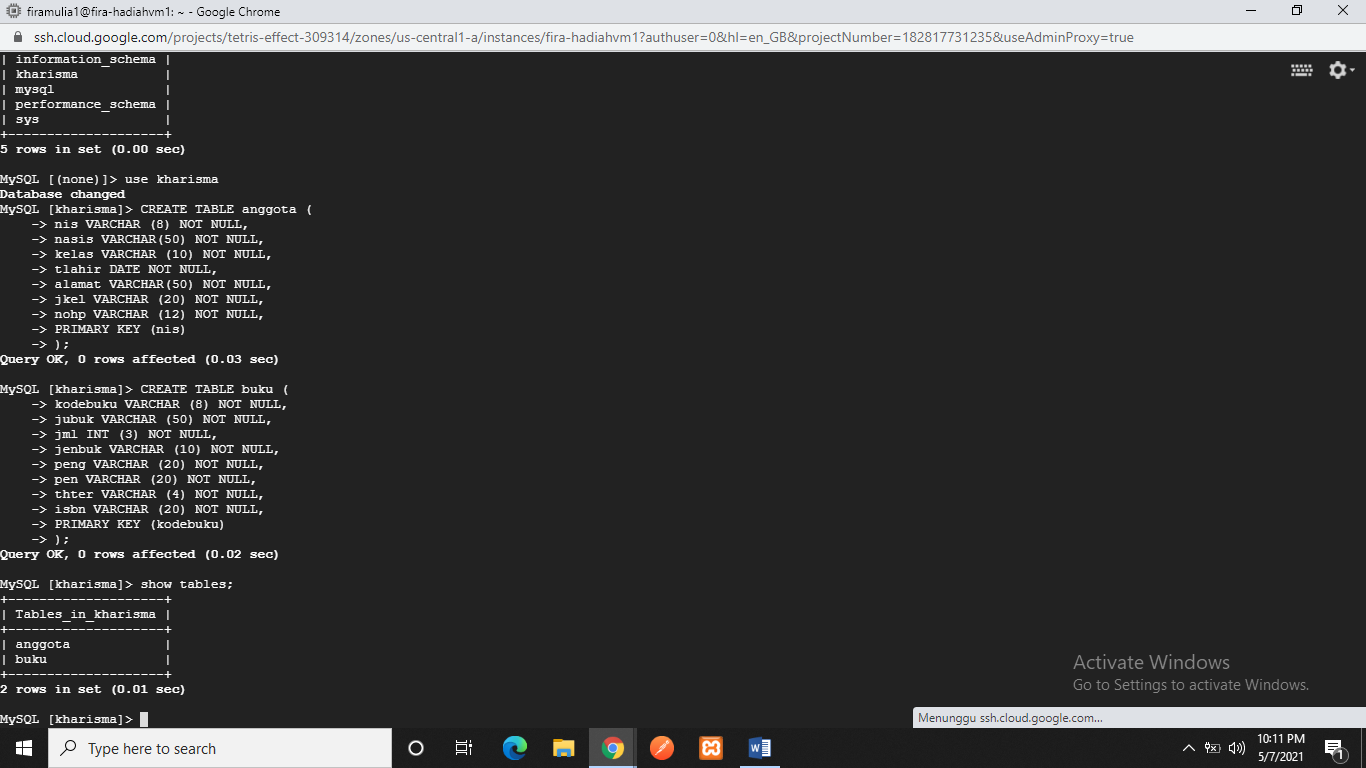 firamulia1@fira-hadiahvm1: ~ - Google Chrome
ssh.cloud.google.com/projects/tetris-effect-309314/zones/us-central1-a/instances/fira-hadiahvm1?authuser=0&hl=en_GB&projectNumber=182817731235&useAdminProxy=true
| information_schema |
| kharisma           |
| mysql              |
| performance_schema |
| sys                |
+--------------------+
5 rows in set (0.00 sec)
MySQL [(none)]> use kharisma
Database changed
MySQL [kharisma]> CREATE TABLE anggota (
    -> nis VARCHAR (8) NOT NULL,
    -> nasis VARCHAR(50) NOT NULL,
    -> kelas VARCHAR (10) NOT NULL,
    -> tlahir DATE NOT NULL,
    -> alamat VARCHAR(50) NOT NULL,
    -> jkel VARCHAR (20) NOT NULL,
    -> nohp VARCHAR (12) NOT NULL,
    -> PRIMARY KEY (nis)
    -> );
Query OK, 0 rows affected (0.03 sec)
MySQL [kharisma]> CREATE TABLE buku (
    -> kodebuku VARCHAR (8) NOT NULL,
    -> jubuk VARCHAR (50) NOT NULL,
    -> jml INT (3) NOT NULL,
    -> jenbuk VARCHAR (10) NOT NULL,
    -> peng VARCHAR (20) NOT NULL,
    -> pen VARCHAR (20) NOT NULL,
    -> thter VARCHAR (4) NOT NULL,
    -> isbn VARCHAR (20) NOT NULL,
    -> PRIMARY KEY (kodebuku)
    -> );
Query OK, 0 rows affected (0.02 sec)
MySQL [kharisma]> show tables;
+--------------------+
| Tables_in_kharisma |
+--------------------+
| anggota            |
| buku               |
+--------------------+
2 rows in set (0.01 sec)
MySQL [kharisma]>
Activate Windows
Go to Settings to activate Windows.
Menunggu ssh.cloud.google.com...
Type here to search
10:11 PM
5/7/2021
1